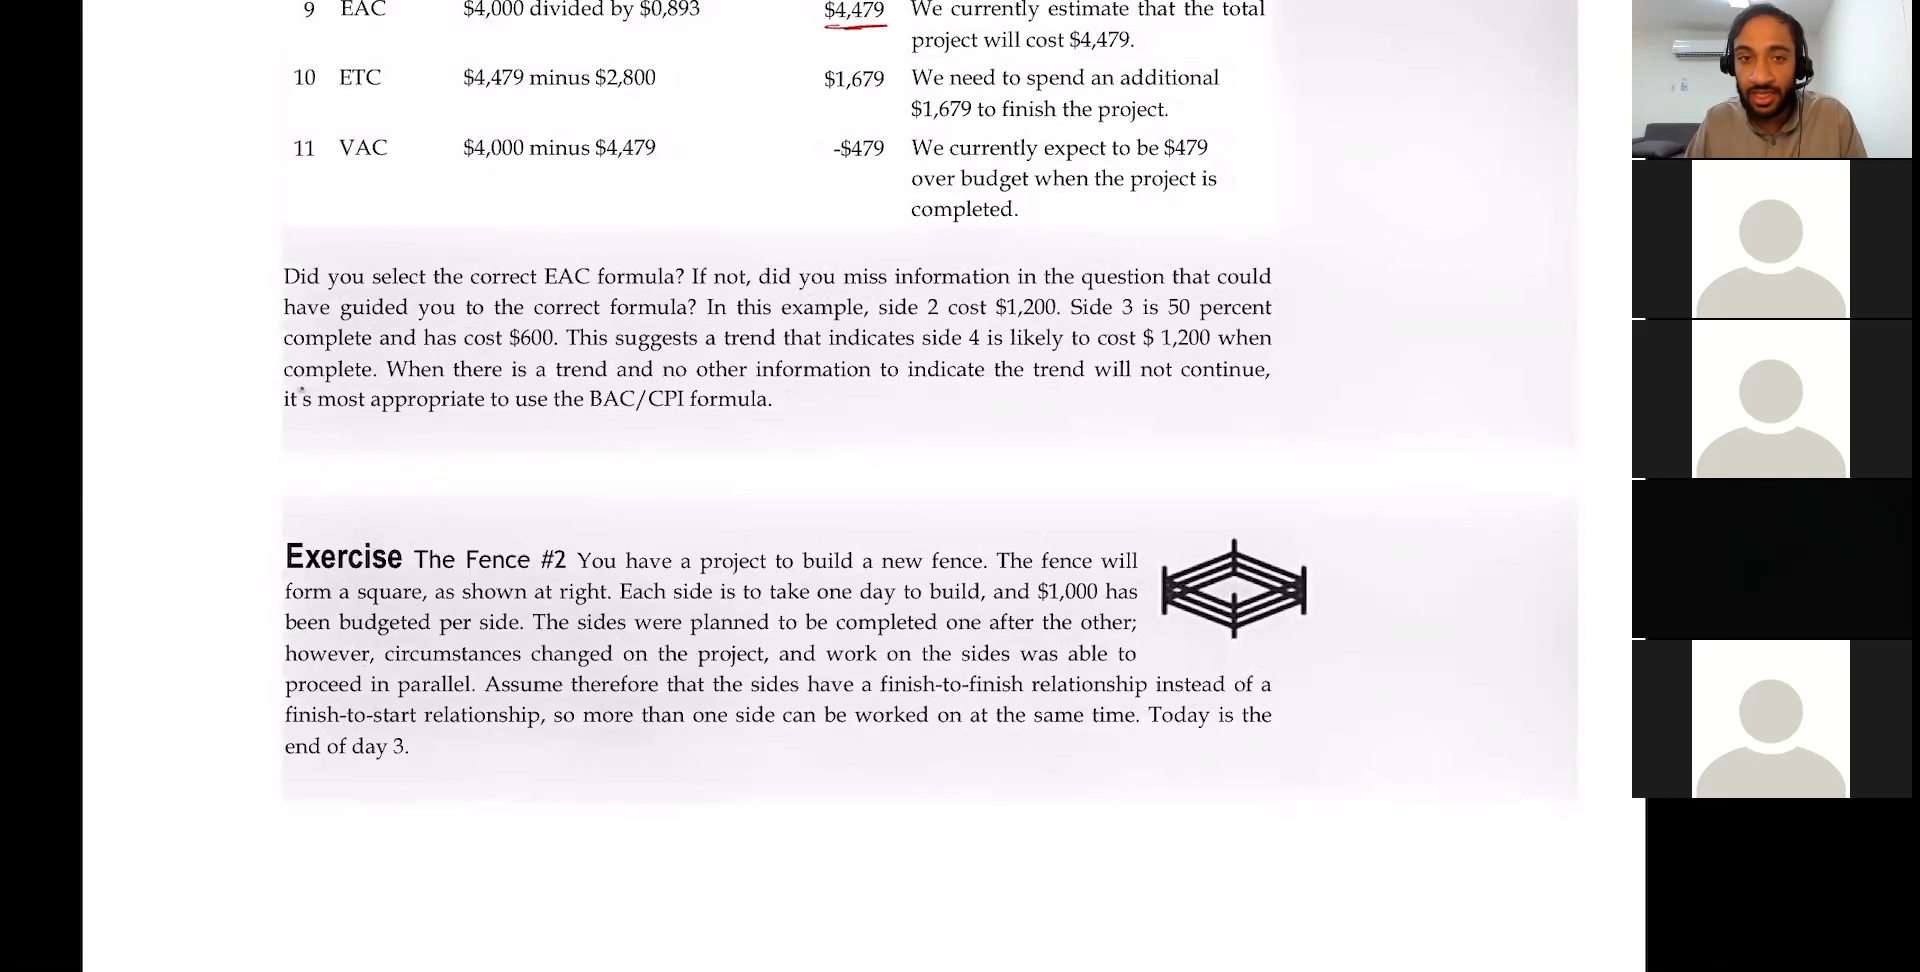 9 EAC $4,000 divided by $0,893 $4,479 We currently estimate that the total
project will cost $4,479.
10 ETC $4,479 minus $2,800 $1,679 We need to spend an additional
$1,679 to finish the project.
11 VAC $4,000 minus $4,479 -$479 We currently expect to be $479
over budget when the project is
completed.
Did you select the correct EAC formula? If not, did you miss information in the question that could
have guided you to the correct formula? In this example, side 2 cost $1,200. Side 3 is 50 percent
complete and has cost $600. This suggests a trend that indicates side 4 is likely to cost $ 1,200 when
complete. When there is a trend and no other information to indicate the trend will not continue,
it's most appropriate to use the BAC/CPI formula.
Exercise The Fence #2 You have a project to build a new fence. The fence will
form a square, as shown at right. Each side is to take one day to build, and $1,000 has
been budgeted per side. The sides were planned to be completed one after the other;
however, circumstances changed on the project, and work on the sides was able to
proceed in parallel. Assume therefore that the sides have a finish-to-finish relationship instead of a
finish-to-start relationship, so more than one side can be worked on at the same time. Today is the
end of day 3.